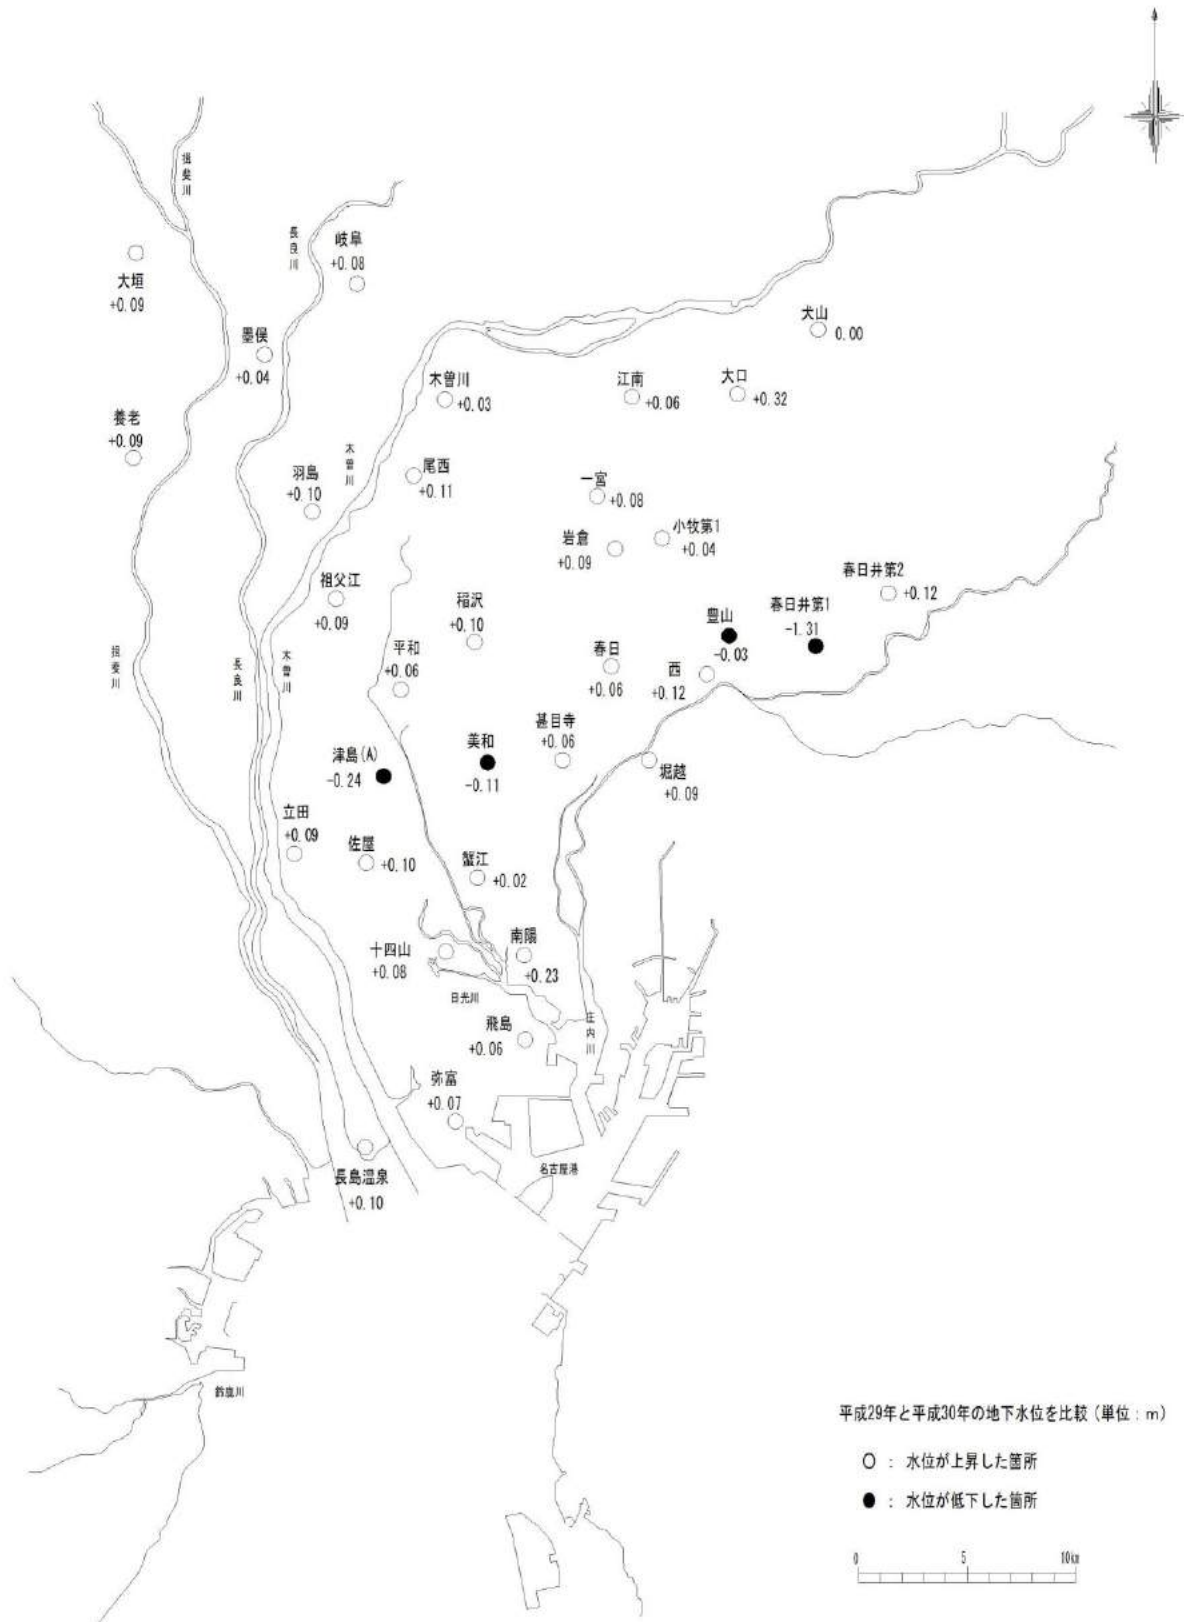 揖斐川
長良川
岐阜
+0.08
大垣
+0.09
犬山
0.00
墨俣
+0.04
木曽川
+0.03
江南
+0.06
大口
+0.32
養老
+0.09
木曽川
羽島
+0.10
尾西
+0.11
一宮
+0.08
小牧第1
+0.04
岩倉
+0.09
春日井第2
+0.12
祖父江
+0.09
稲沢
+0.10
豊山
-0.03
春日井第1
-1.31
平和
+0.06
春日
+0.06
西
+0.12
揖斐川
長良川
木曽川
甚目寺
+0.06
津島(A)
-0.24
美和
-0.11
堀越
+0.09
立田
+0.09
佐屋
+0.10
蟹江
+0.02
十四山
+0.08
南陽
+0.23
日光川
飛島
+0.06
庄内川
弥富
+0.07
名古屋港
長島温泉
+0.10
鈴鹿川
平成29年と平成30年の地下水位を比較(単位:m)
○ : 水位が上昇した箇所
● : 水位が低下した箇所
0 5 10km